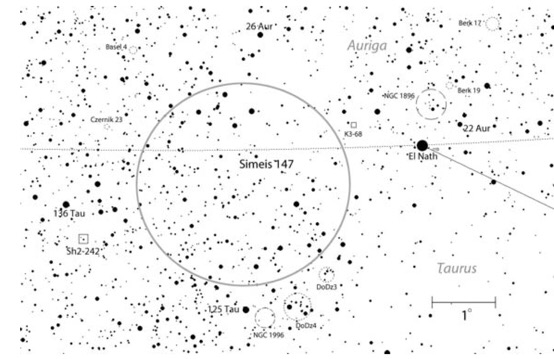 26 Aur
Berk 17
Auriga
Basel 4
Berk 19
NGC 1896
Czernik 23
22 Aur
K3-68
El Nath
Simeis 147
136 Tau
Sh2-242
Taurus
DoDz3
1°
125 Tau
DoDz4
NGC 1996